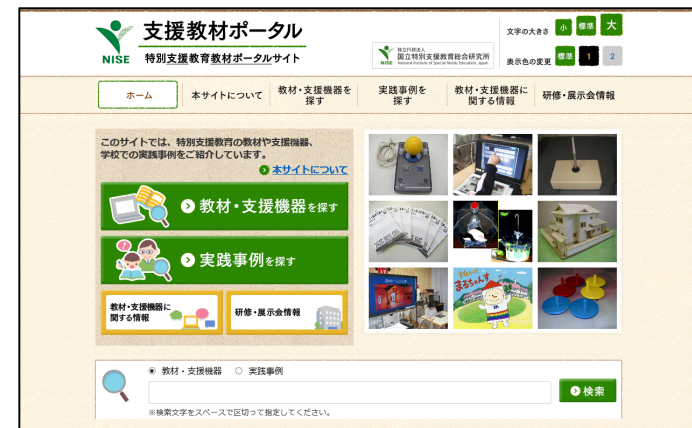 支援教材ポータル
NISE 特別支援教育教材ポータルサイト
独立行政法人
NISE 国立特別支援教育総合研究所
National Institute of Special Needs Education, Japan
文字の大きさ 小 標準 大
表示色の変更 標準 1 2
ホーム
本サイトについて
教材・支援機器を
探す
実践事例を
探す
教材・支援機器に
関する情報
研修・展示会情報
このサイトでは、特別支援教育の教材や支援機器、
学校での実践事例をご紹介しています。
本サイトについて
教材・支援機器を探す
実践事例を探す
教材・支援機器に
関する情報
研修・展示会情報
まるちゃんす
教材・支援機器 実践事例
検索
※検索文字をスペースで区切って指定してください。